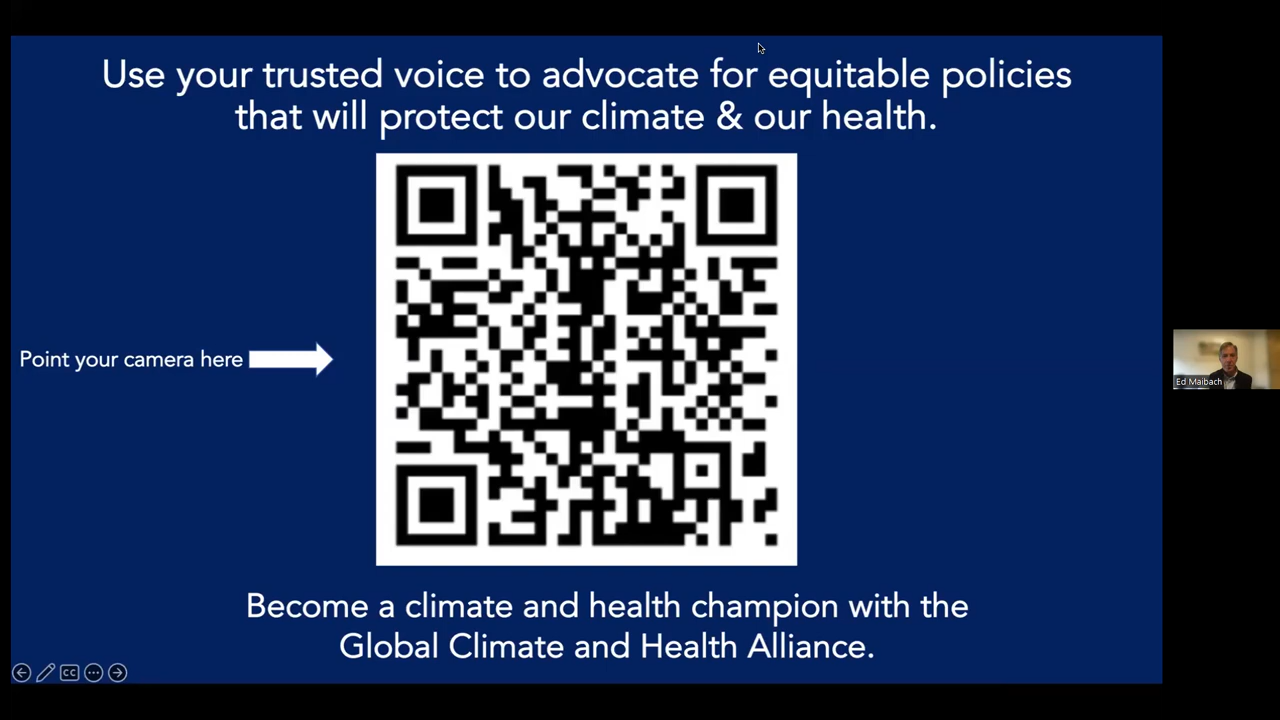 Use your trusted voice to advocate for equitable policies
that will protect our climate & our health.
Point your camera here
Ed Maibach
Become a climate and health champion with the
Global Climate and Health Alliance.
CC